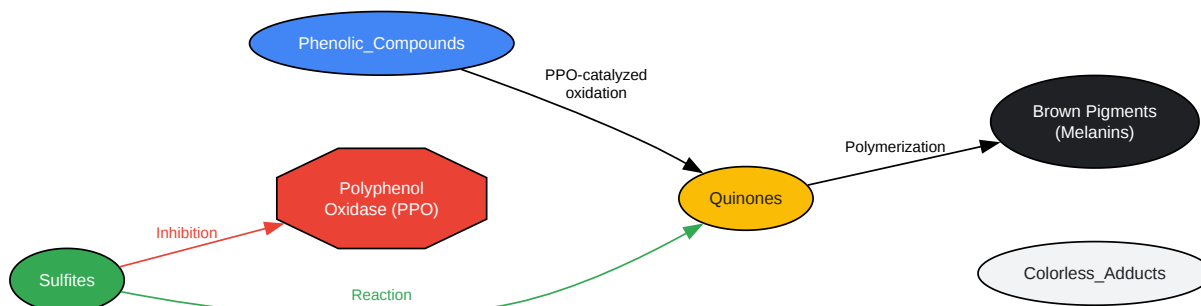 Phenolic_Compounds
PPO-catalyzed
oxidation
Brown Pigments
(Melanins)
Polymerization
Polyphenol
Oxidase (PPO)
Quinones
Inhibition
Sulfites
Reaction
Colorless_Adducts